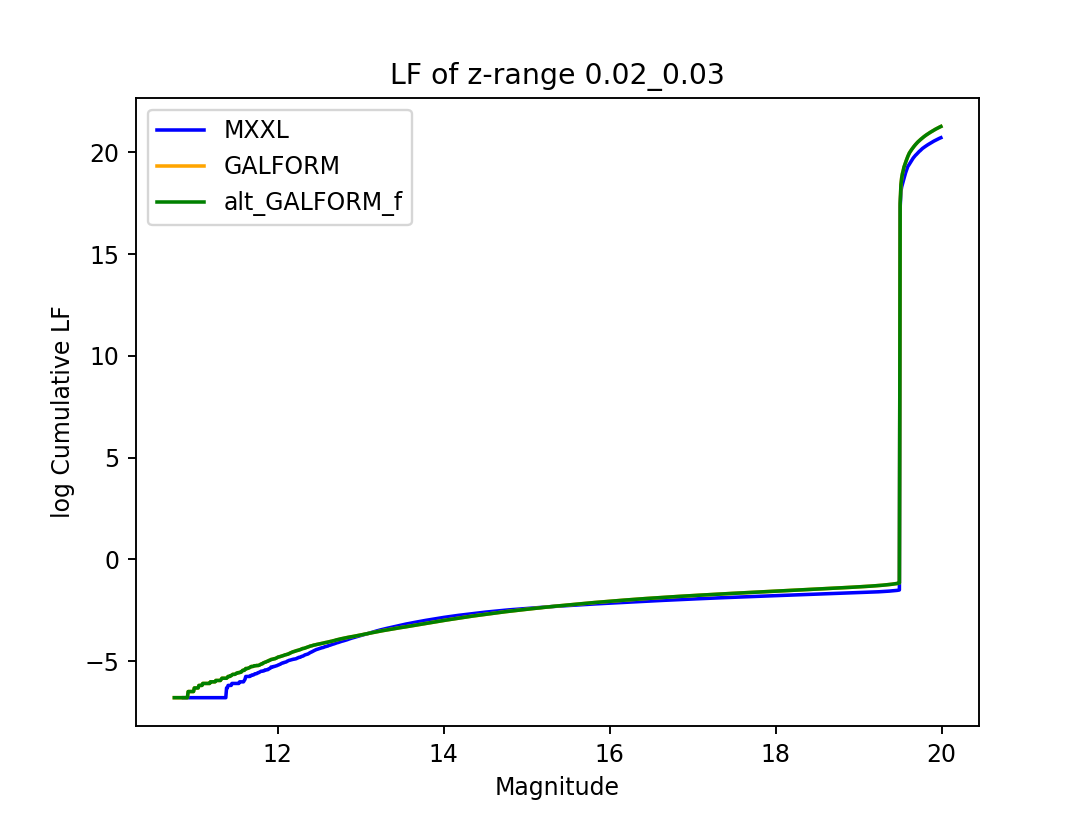 LF of z-range 0.02_0.03
MXXL
GALFORM
alt_GALFORM_f
log Cumulative LF
20
15
10
5
0
−5
12
14
16
18
20
Magnitude